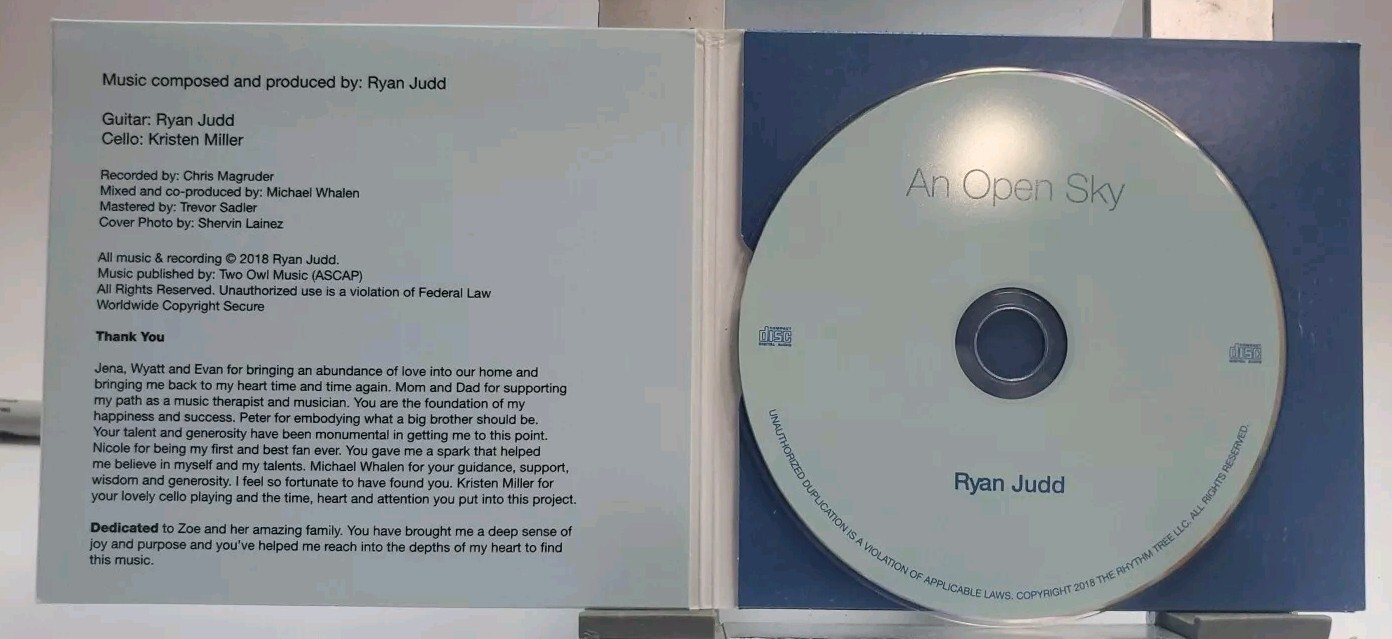 Music composed and produced by: Ryan Judd
Guitar: Ryan Judd
Cello: Kristen Miller
Recorded by: Chris Magruder
Mixed and co-produced by: Michael Whalen
Mastered by: Trevor Sadler
Cover Photo by: Shervin Lainez
All music & recording © 2018 Ryan Judd.
Music published by: Two Owl Music (ASCAP)
All Rights Reserved. Unauthorized use is a violation of Federal Law
Worldwide Copyright Secure
Thank You
Jena, Wyatt and Evan for bringing an abundance of love into our home and
bringing me back to my heart time and time again. Mom and Dad for supporting
my path as a music therapist and musician. You are the foundation of my
happiness and success. Peter for embodying what a big brother should be.
Your talent and generosity have been monumental in getting me to this point.
Nicole for being my first and best fan ever. You gave me a spark that helped
me believe in myself and my talents. Michael Whalen for your guidance, support,
wisdom and generosity. I feel so fortunate to have found you. Kristen Miller for
your lovely cello playing and the time, heart and attention you put into this project.
Dedicated to Zoe and her amazing family. You have brought me a deep sense of
joy and purpose and you've helped me reach into the depths of my heart to find
this music.
An Open Sky
COMPACT
disc
DIGITAL AUDIO
COMPACT
disc
DIGITAL AUDIO
Ryan Judd
UNAUTHORIZED DUPLICATION IS A VIOLATION OF APPLICABLE LAWS. COPYRIGHT 2018 THE RHYTHM TREE LLC. ALL RIGHTS RESERVED.